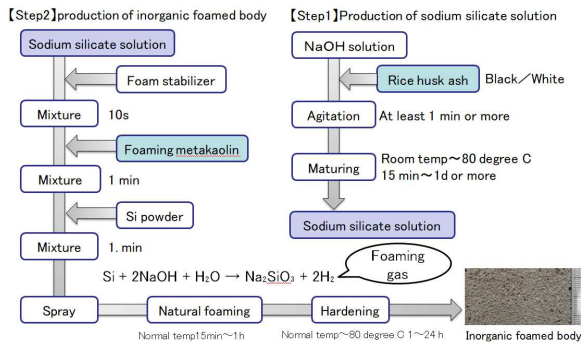 【Step2】production of inorganic foamed body
Sodium silicate solution
Foam stabilizer
Mixture 10s
Foaming metakaolin
Mixture 1 min
Si powder
Mixture 1. min
Si + 2NaOH + H₂O → Na₂SiO₃ + 2H₂
Foaming
gas
Spray
Natural foaming
Hardening
Normal temp15min～1h
Normal temp～80 degree C 1～24 h
Inorganic foamed body
【Step1】Production of sodium silicate solution
NaOH solution
Rice husk ash
Black／White
Agitation
At least 1 min or more
Maturing
Room temp～80 degree C
15 min～1d or more
Sodium silicate solution